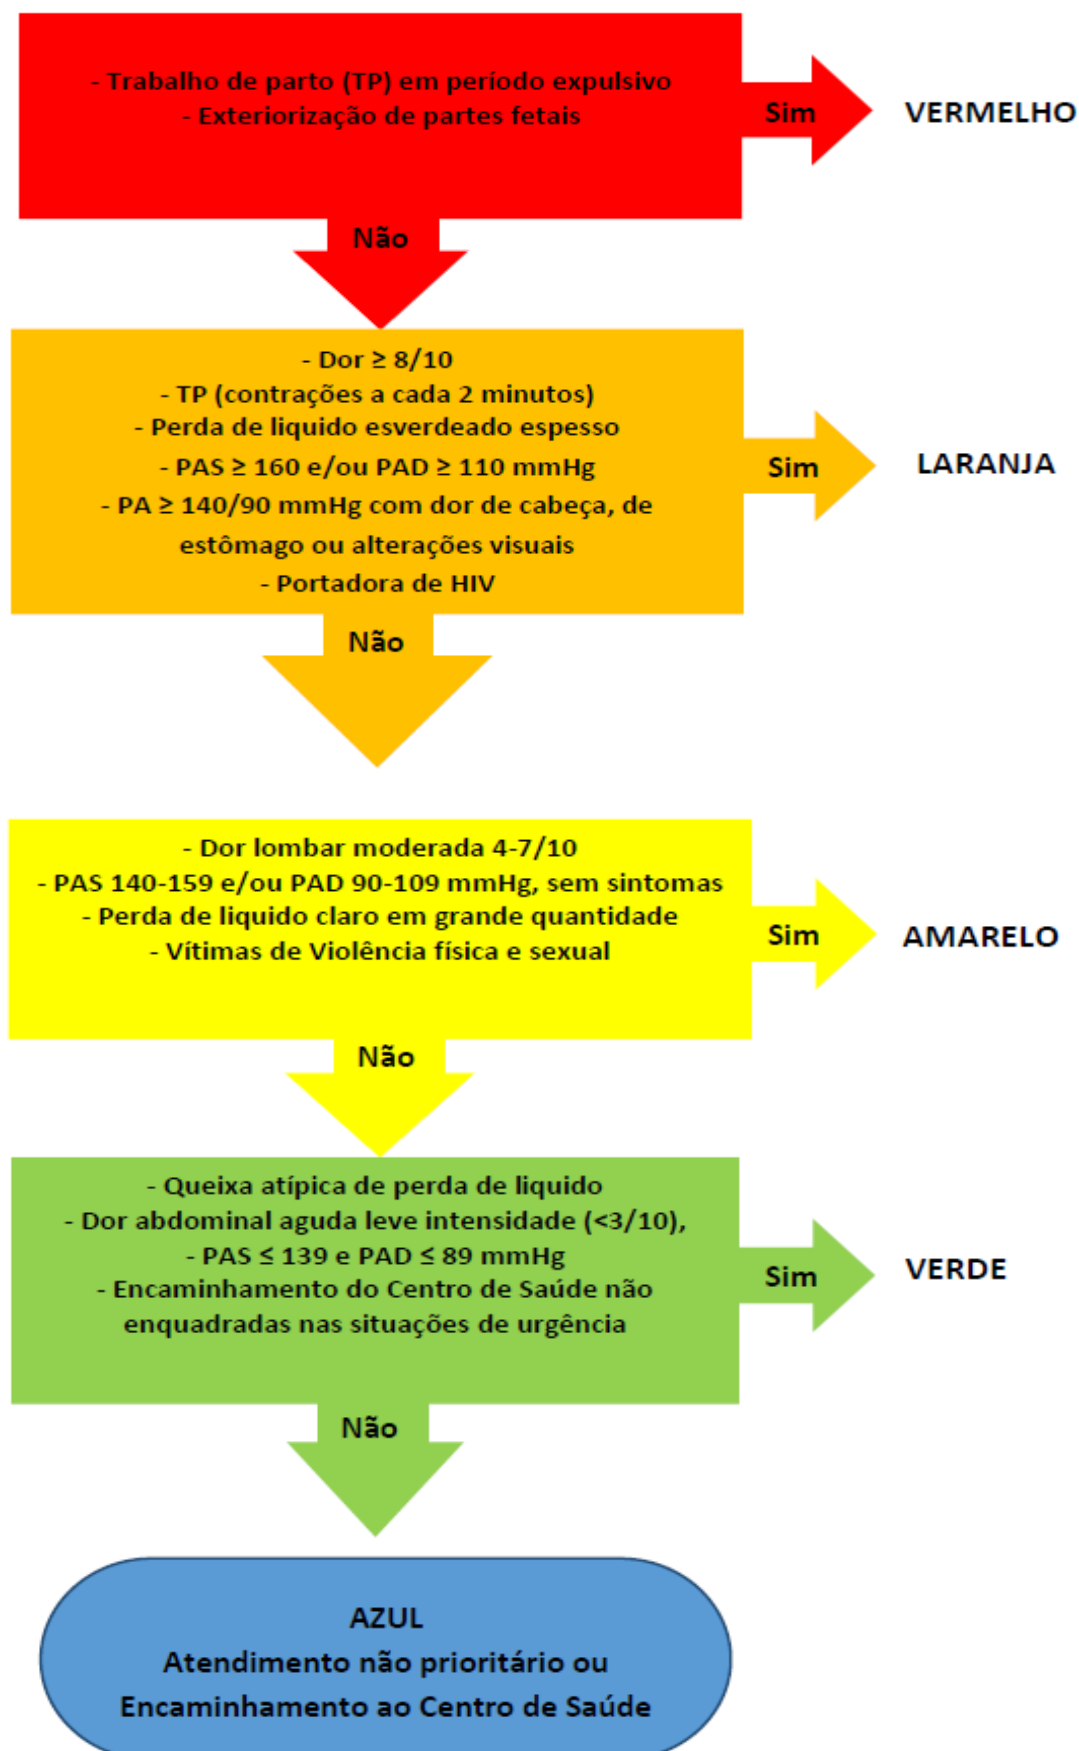 - Trabalho de parto (TP) em período expulsivo
- Exteriorização de partes fetais
Sim
VERMELHO
Não
- Dor ≥ 8/10
- TP (contrações a cada 2 minutos)
- Perda de liquido esverdeado espesso
- PAS ≥ 160 e/ou PAD ≥ 110 mmHg
- PA ≥ 140/90 mmHg com dor de cabeça, de
estômago ou alterações visuais
- Portadora de HIV
Sim
LARANJA
Não
- Dor lombar moderada 4-7/10
- PAS 140-159 e/ou PAD 90-109 mmHg, sem sintomas
- Perda de liquido claro em grande quantidade
- Vítimas de Violência física e sexual
Sim
AMARELO
Não
- Queixa atípica de perda de liquido
- Dor abdominal aguda leve intensidade (<3/10),
- PAS ≤ 139 e PAD ≤ 89 mmHg
- Encaminhamento do Centro de Saúde não
enquadradas nas situações de urgência
Sim
VERDE
Não
AZUL
Atendimento não prioritário ou
Encaminhamento ao Centro de Saúde